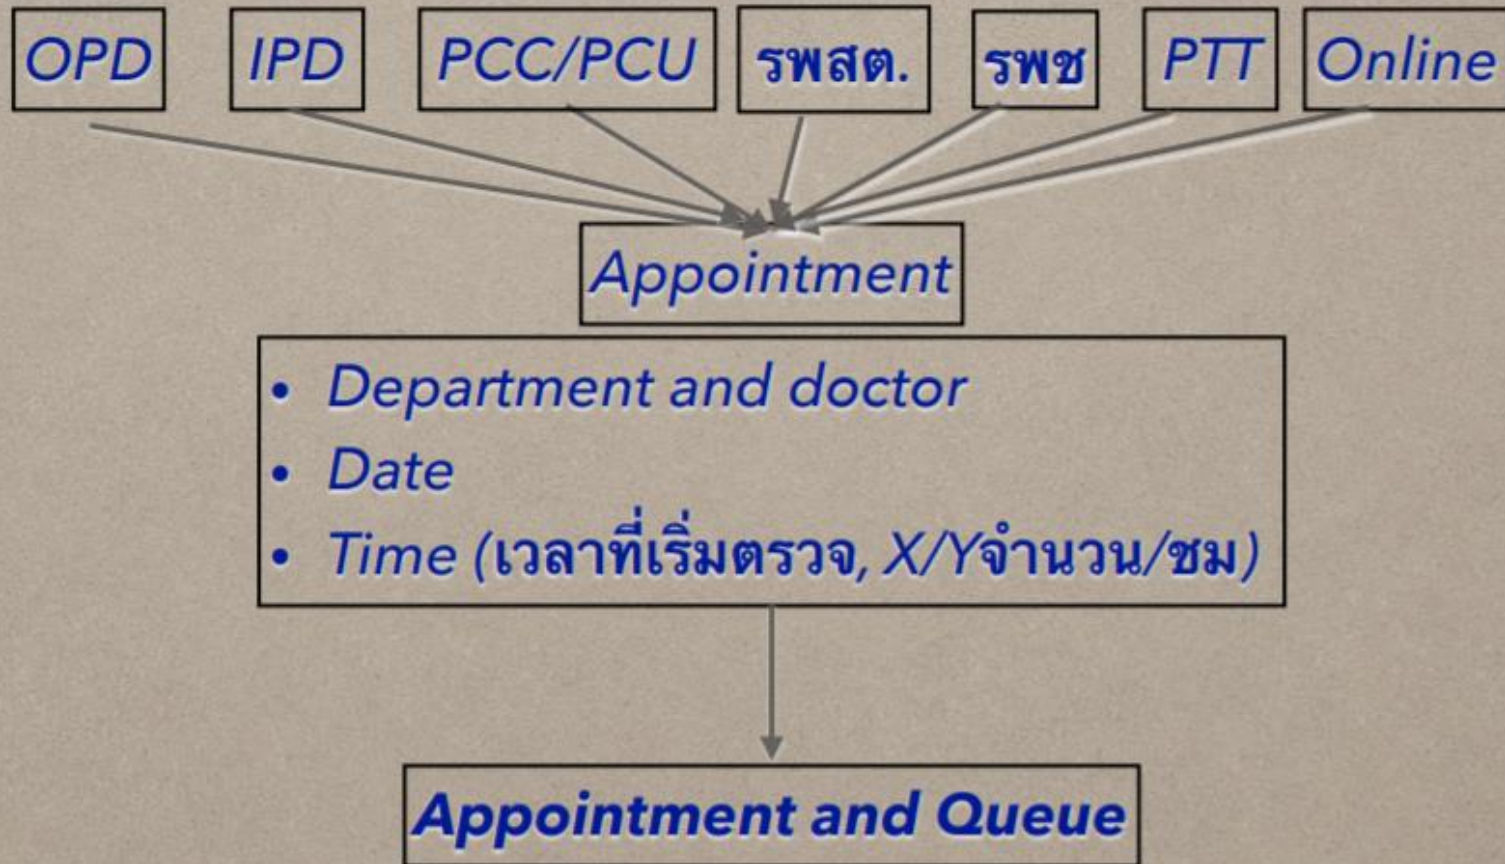 OPD
IPD
PCC/PCU
รพสต.
รพช
PTT
Online
Appointment
• Department and doctor
• Date
• Time (เวลาที่เริ่มตรวจ, X/Yจำนวน/ชม)
Appointment and Queue